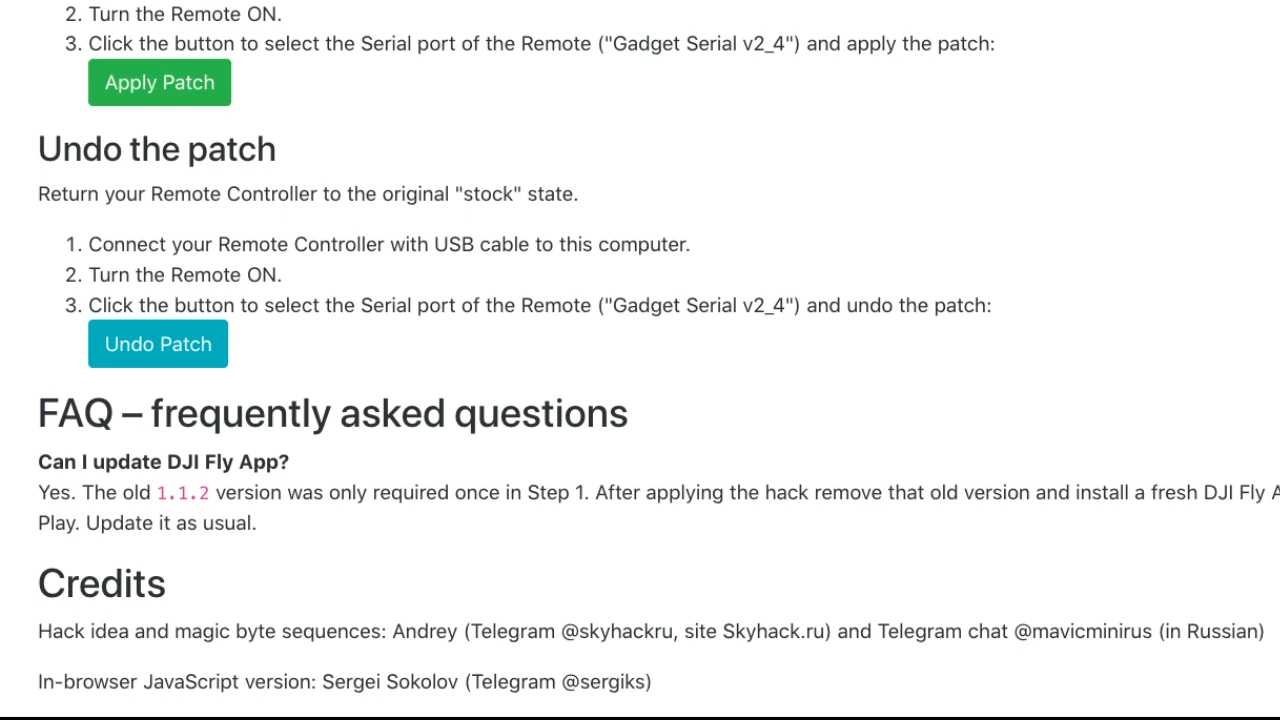 2. Turn the Remote ON.
3. Click the button to select the Serial port of the Remote ("Gadget Serial v2_4") and apply the patch:
Apply Patch
Undo the patch
Return your Remote Controller to the original "stock" state.
1. Connect your Remote Controller with USB cable to this computer.
2. Turn the Remote ON.
3. Click the button to select the Serial port of the Remote ("Gadget Serial v2_4") and undo the patch:
Undo Patch
FAQ – frequently asked questions
Can I update DJI Fly App?
Yes. The old 1.1.2 version was only required once in Step 1. After applying the hack remove that old version and install a fresh DJI Fly
Play. Update it as usual.
Credits
Hack idea and magic byte sequences: Andrey (Telegram @skyhackru, site Skyhack.ru) and Telegram chat @mavicminirus (in Russian)
In-browser JavaScript version: Sergei Sokolov (Telegram @sergiks)